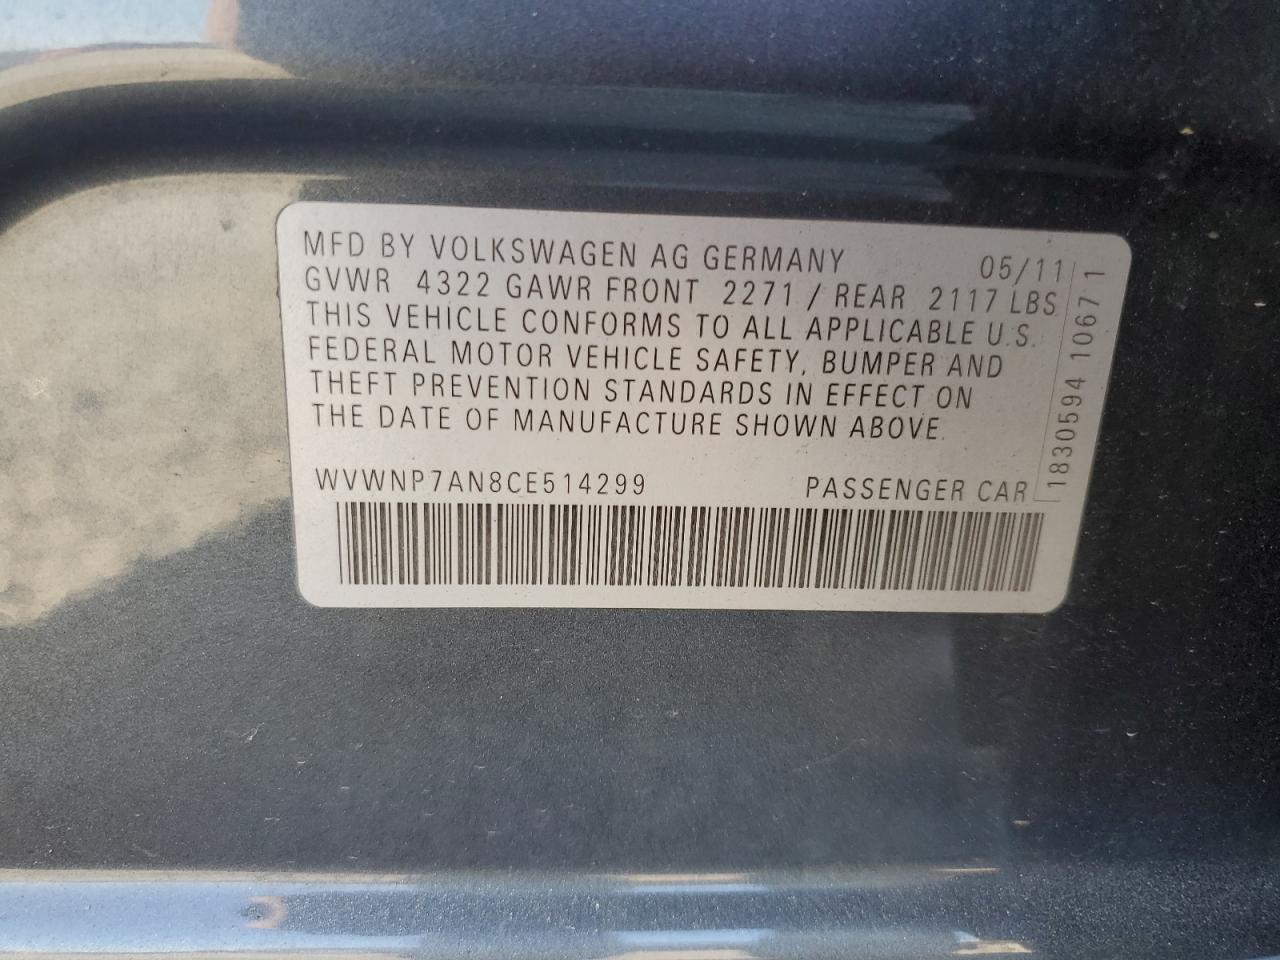 MFD BY VOLKSWAGEN AG GERMANY 05/11
GVWR 4322 GAWR FRONT 2271 / REAR 2117 LBS
THIS VEHICLE CONFORMS TO ALL APPLICABLE U.S.
FEDERAL MOTOR VEHICLE SAFETY, BUMPER AND
THEFT PREVENTION STANDARDS IN EFFECT ON
THE DATE OF MANUFACTURE SHOWN ABOVE.
WVWNP7AN8CE514299 PASSENGER CAR
1830594 1067 1